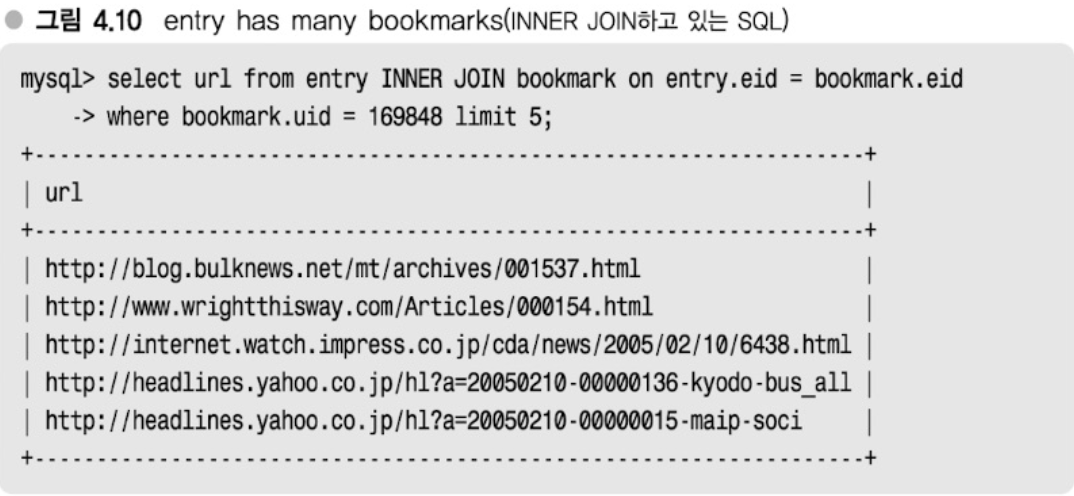 ● 그림 4.10 entry has many bookmarks(INNER JOIN하고 있는 SQL)
mysql> select url from entry INNER JOIN bookmark on entry.eid = bookmark.eid
    -> where bookmark.uid = 169848 limit 5;
+-------------------------------------------------------------------+
| url                                                               |
+-------------------------------------------------------------------+
| http://blog.bulknews.net/mt/archives/001537.html                  |
| http://www.wrightthisway.com/Articles/000154.html                 |
| http://internet.watch.impress.co.jp/cda/news/2005/02/10/6438.html |
| http://headlines.yahoo.co.jp/hl?a=20050210-00000136-kyodo-bus_all |
| http://headlines.yahoo.co.jp/hl?a=20050210-00000015-maip-soci     |
+-------------------------------------------------------------------+